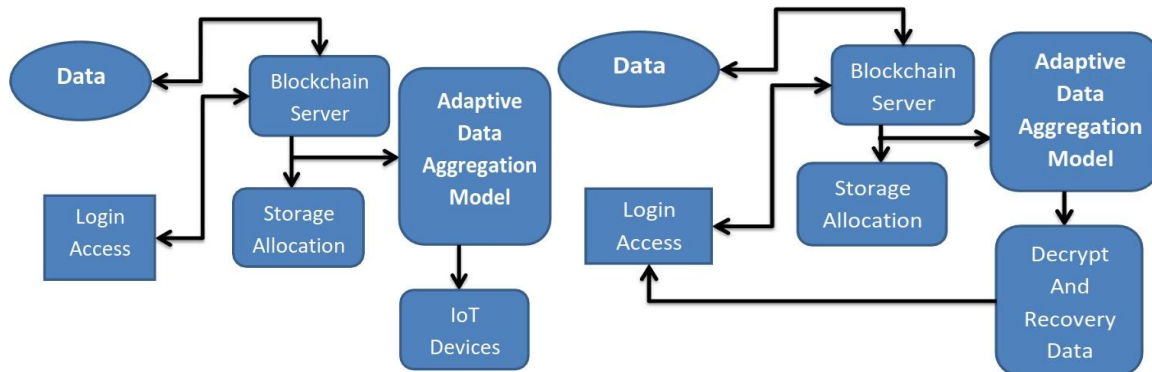 Data
Blockchain
Server
Adaptive
Data
Aggregation
Model
Login
Access
Storage
Allocation
IoT
Devices
Data
Blockchain
Server
Adaptive
Data
Aggregation
Model
Login
Access
Storage
Allocation
Decrypt
And
Recovery
Data